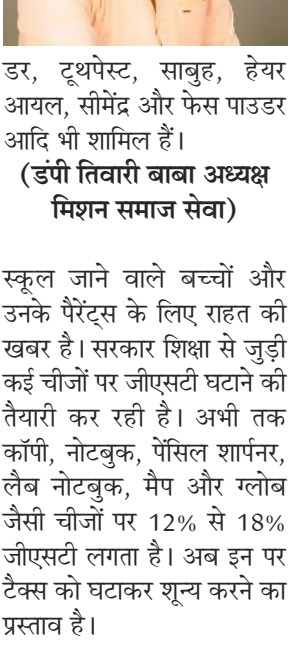 डर, टूथपेस्ट, साबुह, हेयर
आयल, सीमेंद्र और फेस पाउडर
आदि भी शामिल हैं।
(डंपी तिवारी बाबा अध्यक्ष
मिशन समाज सेवा)
स्कूल जाने वाले बच्चों और
उनके पैरेंट्स के लिए राहत की
खबर है। सरकार शिक्षा से जुड़ी
कई चीजों पर जीएसटी घटाने की
तैयारी कर रही है। अभी तक
कॉपी, नोटबुक, पेंसिल शार्पनर,
लैब नोटबुक, मैप और ग्लोब
जैसी चीजों पर 12% से 18%
जीएसटी लगता है। अब इन पर
टैक्स को घटाकर शून्य करने का
प्रस्ताव है।